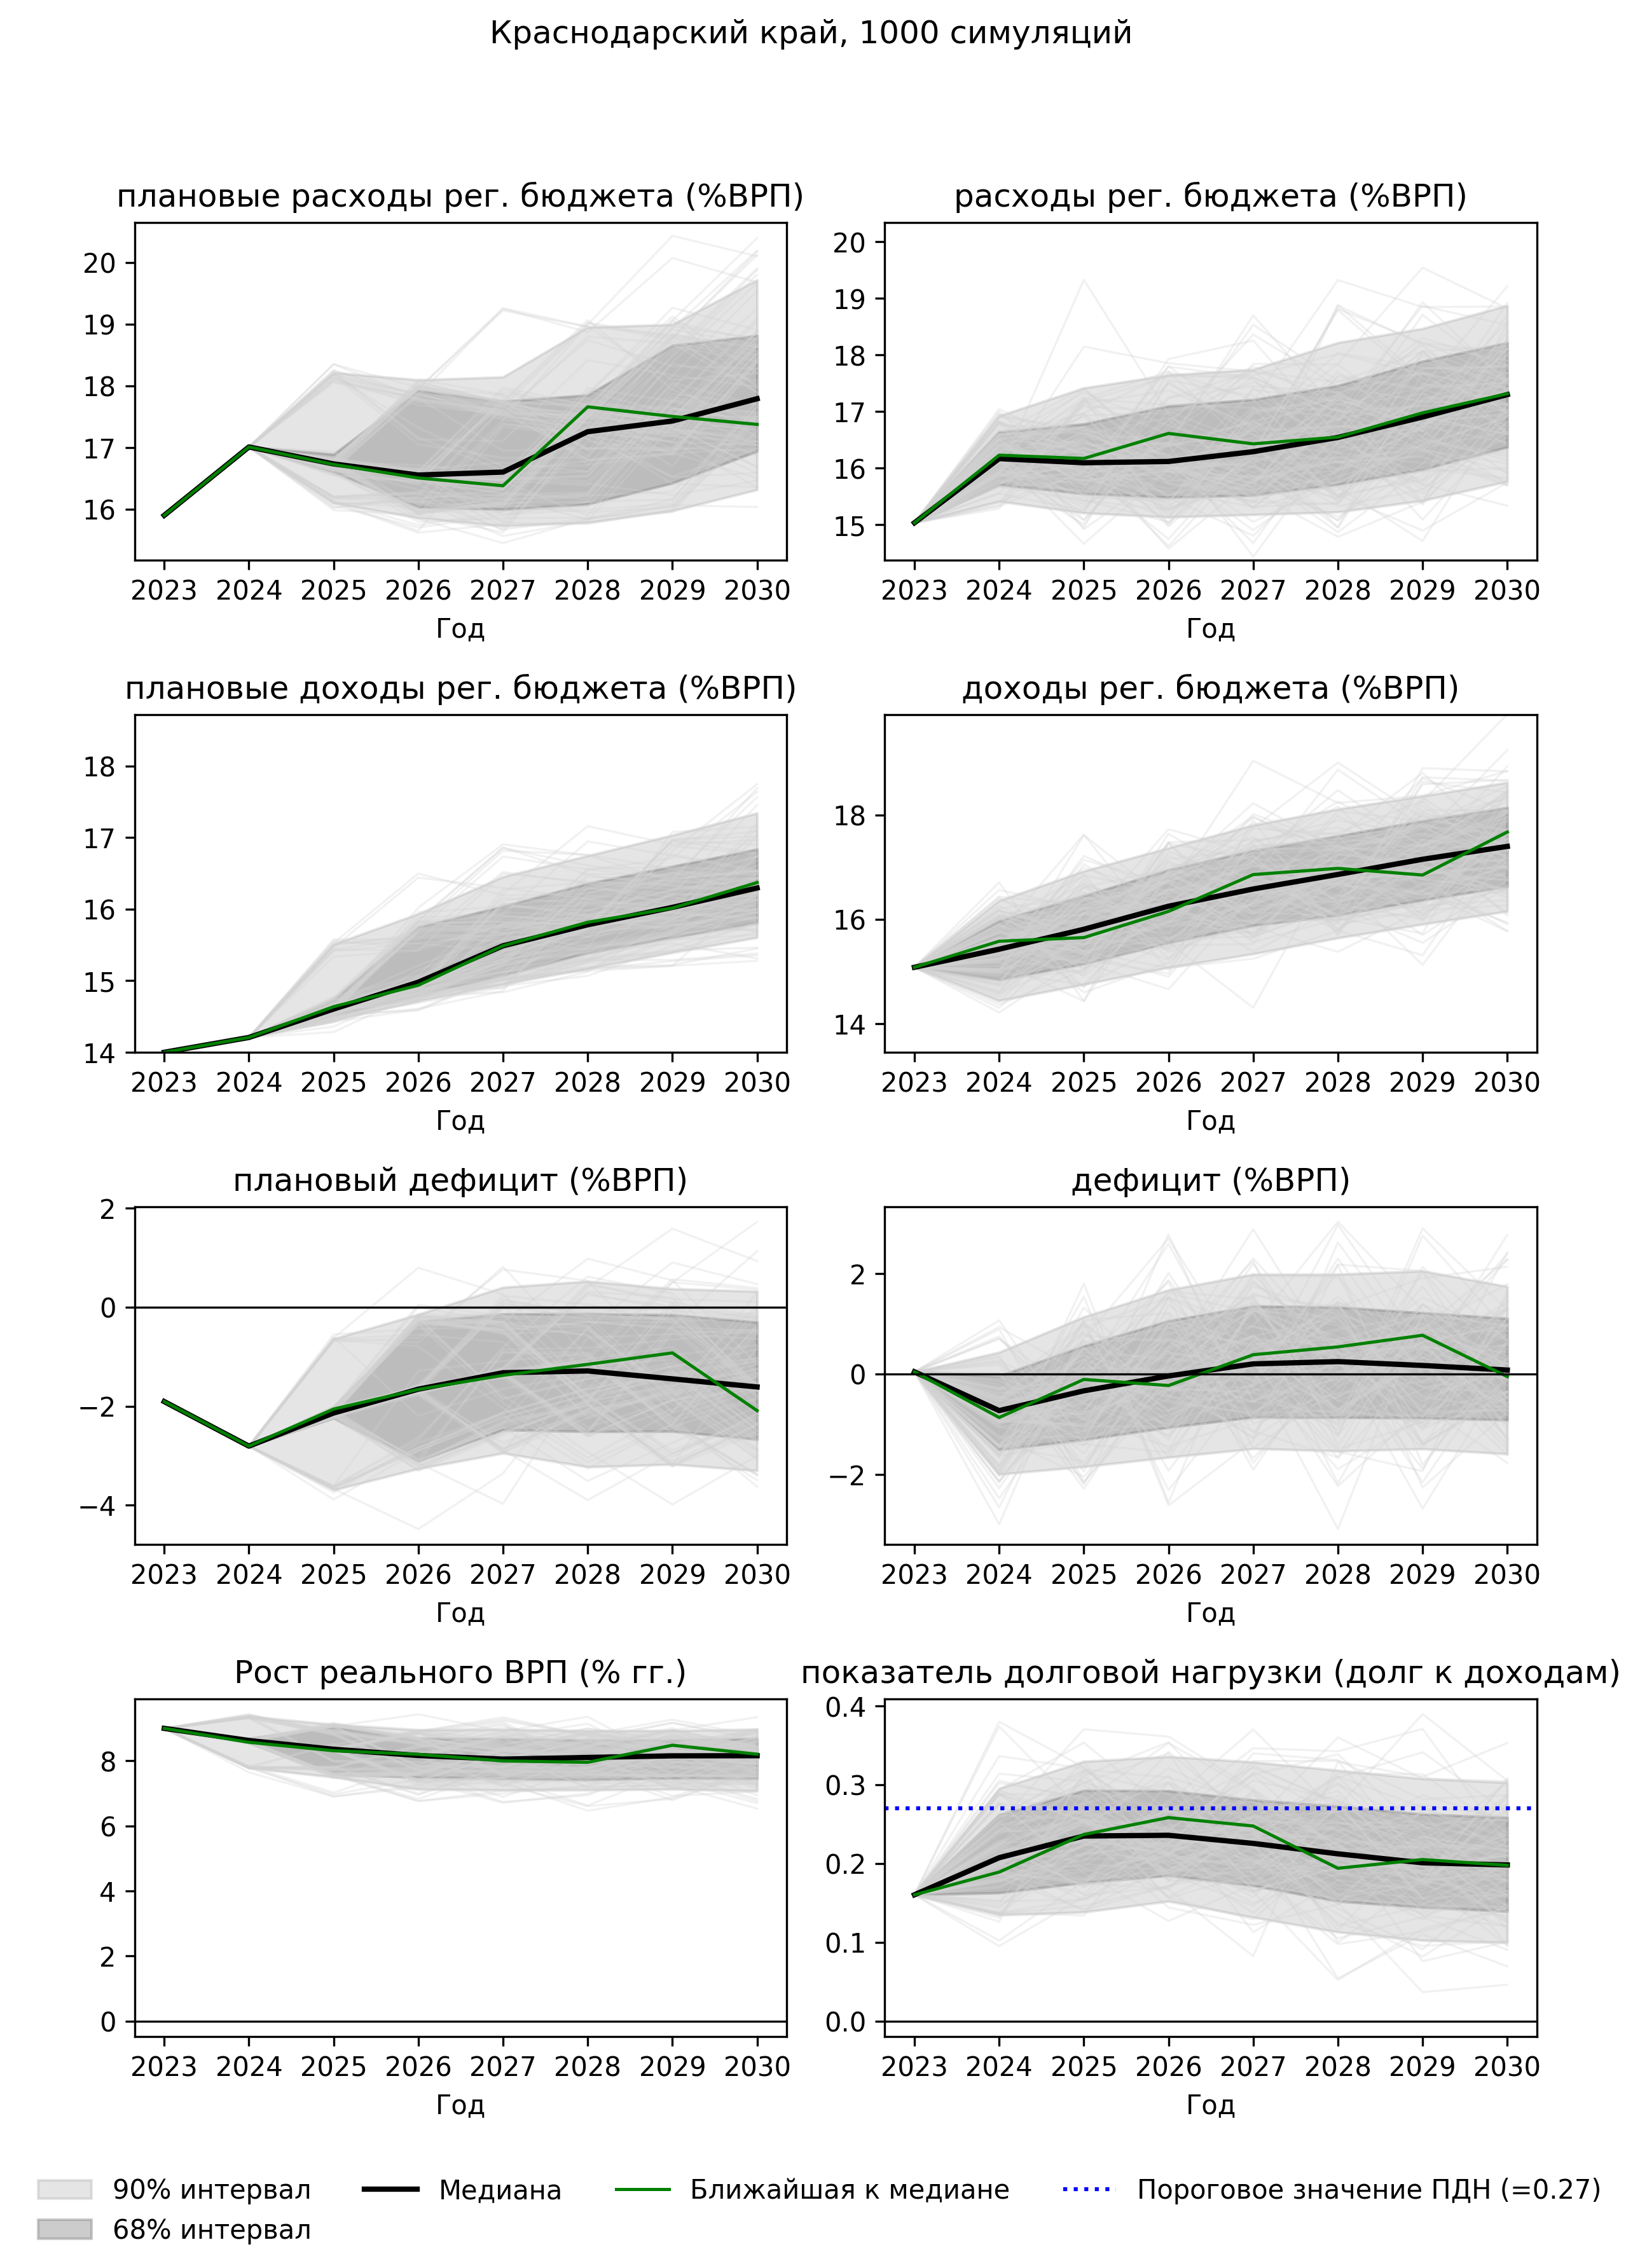 Краснодарский край, 1000 симуляций
плановые расходы рег. бюджета (%ВРП)
20
19
18
17
16
2023 2024 2025 2026 2027 2028 2029 2030
Год
расходы рег. бюджета (%ВРП)
20
19
18
17
16
15
2023 2024 2025 2026 2027 2028 2029 2030
Год
плановые доходы рег. бюджета (%ВРП)
18
17
16
15
14
2023 2024 2025 2026 2027 2028 2029 2030
Год
доходы рег. бюджета (%ВРП)
18
16
14
2023 2024 2025 2026 2027 2028 2029 2030
Год
плановый дефицит (%ВРП)
2
0
−2
−4
2023 2024 2025 2026 2027 2028 2029 2030
Год
дефицит (%ВРП)
2
0
−2
2023 2024 2025 2026 2027 2028 2029 2030
Год
Рост реального ВРП (% гг.)
8
6
4
2
0
2023 2024 2025 2026 2027 2028 2029 2030
Год
показатель долговой нагрузки (долг к доходам)
0.4
0.3
0.2
0.1
0.0
2023 2024 2025 2026 2027 2028 2029 2030
Год
90% интервал
68% интервал
Медиана
Ближайшая к медиане
Пороговое значение ПДН (=0.27)